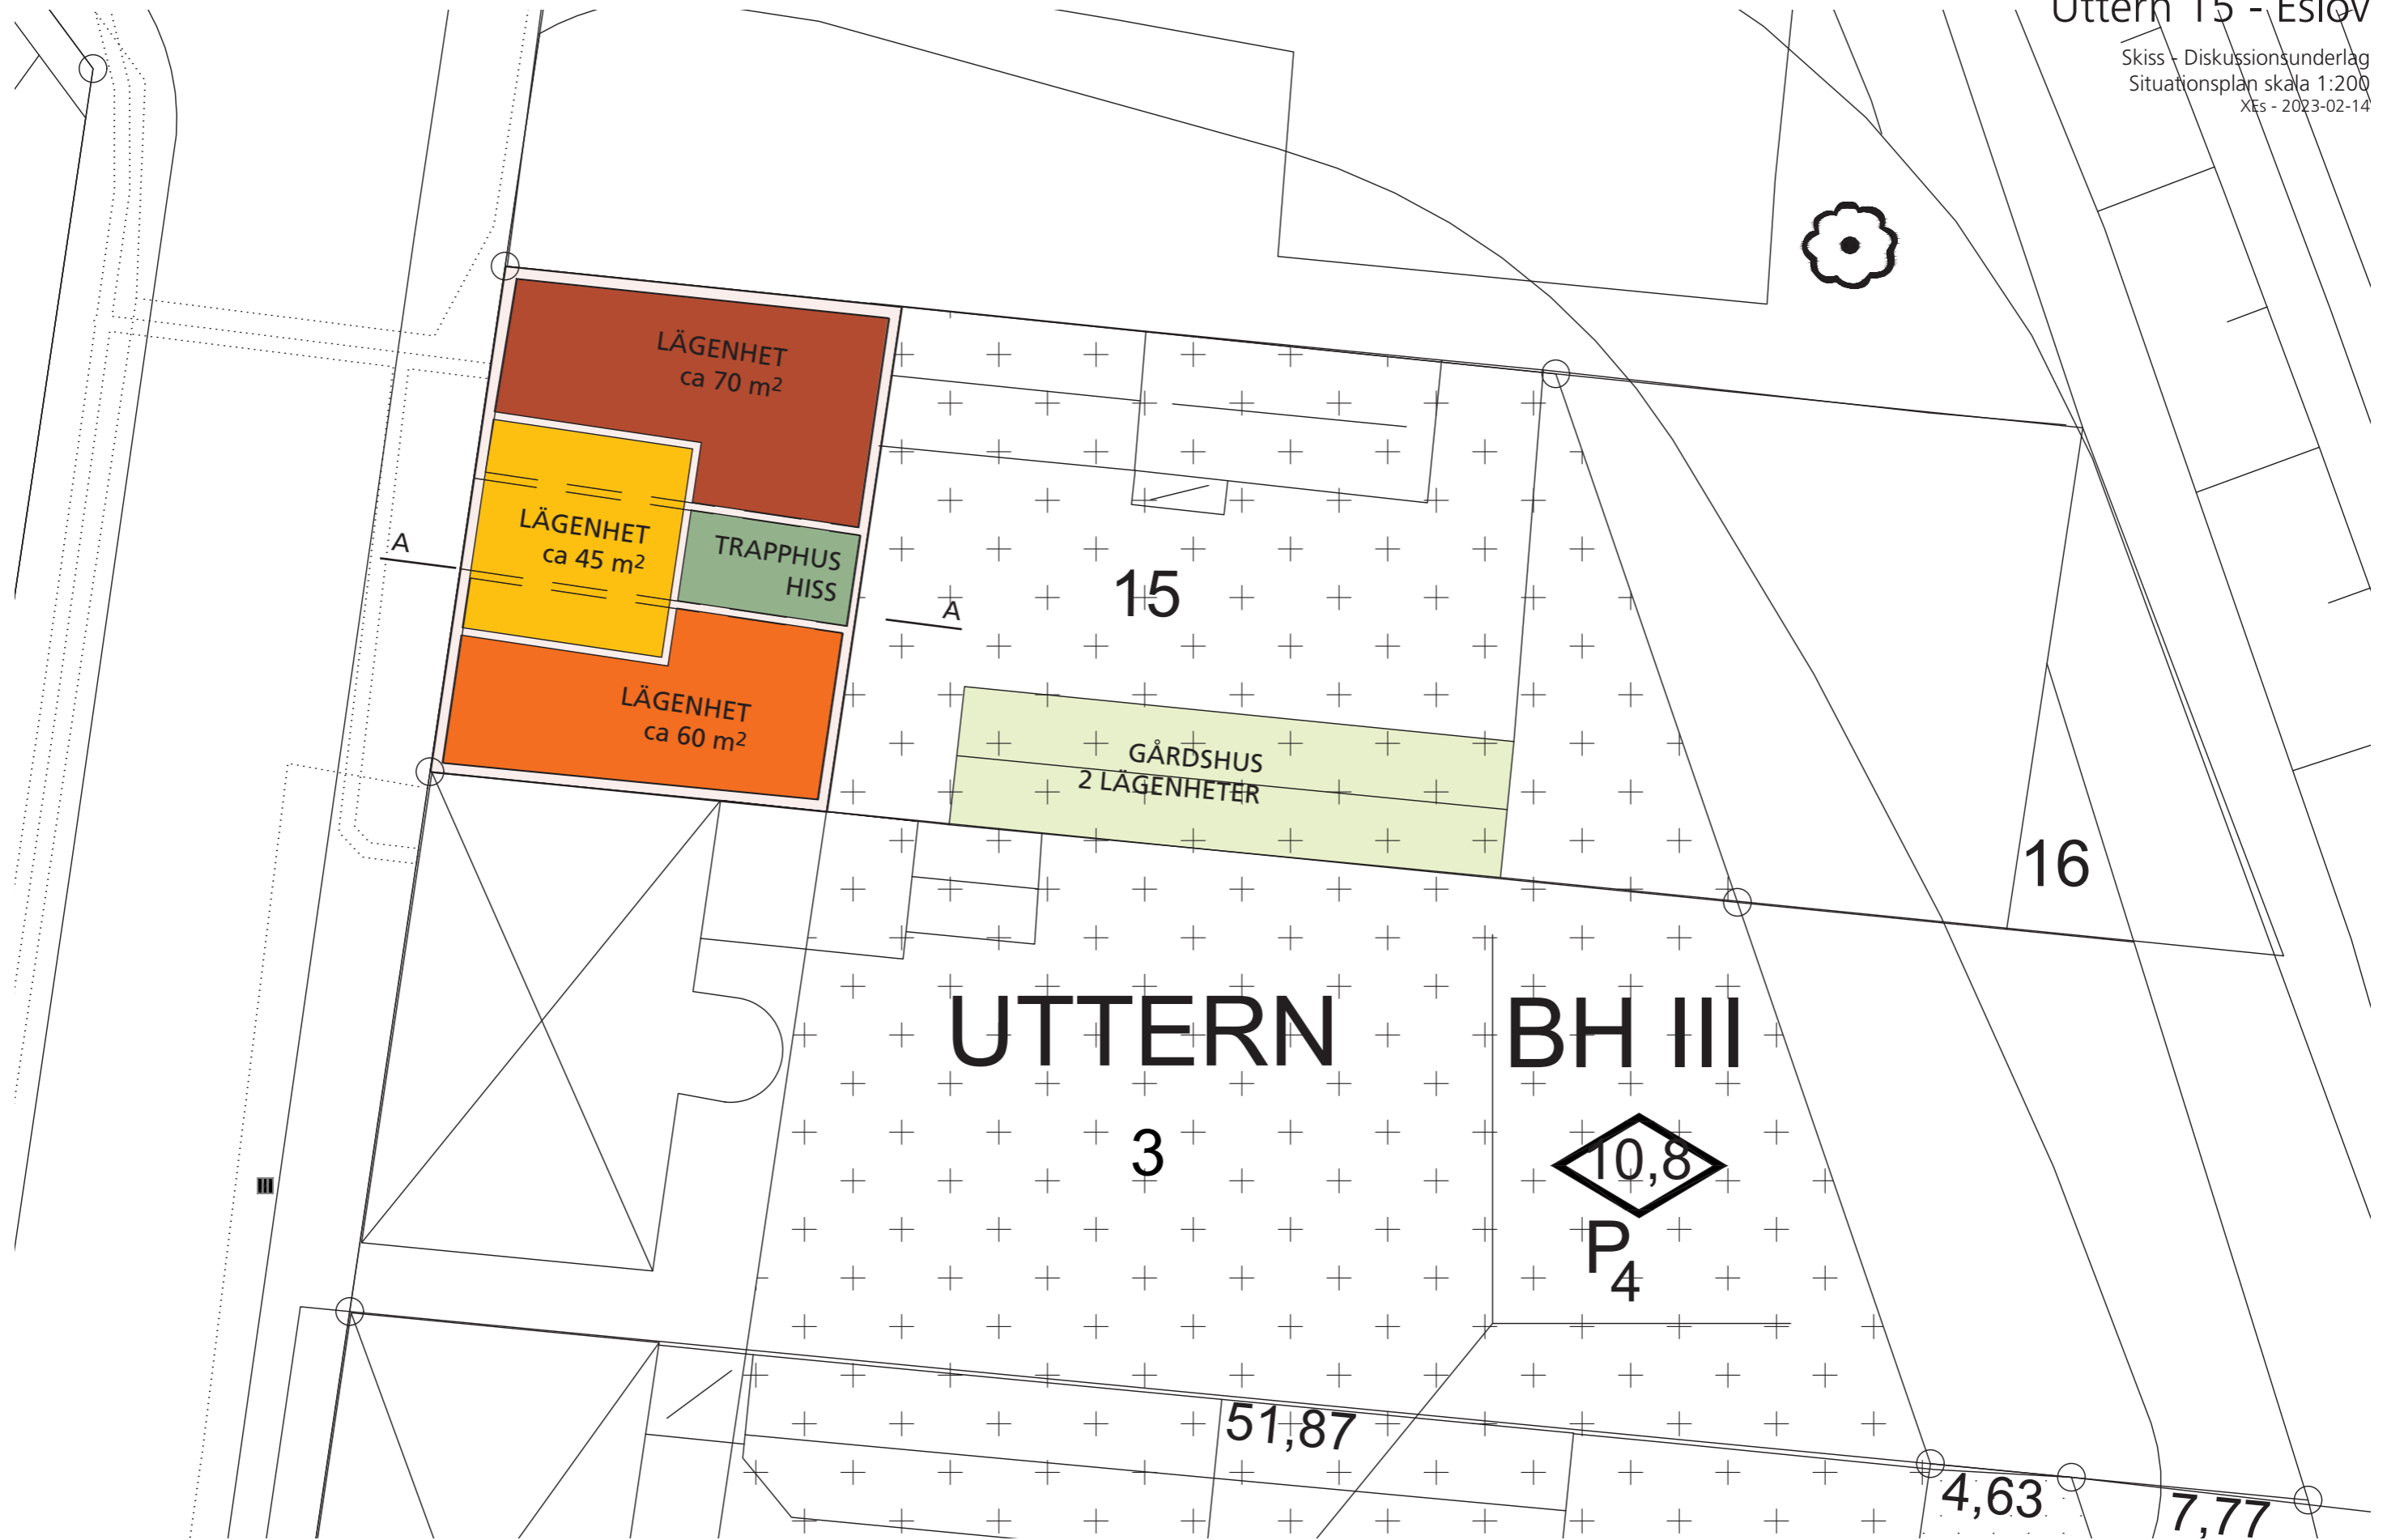 Uttern 15 - Eslöv
Skiss - Diskussionsunderlag
Situationsplan skala 1:200
XEs - 2023-02-14
LÄGENHET
ca 70 m²
LÄGENHET
ca 45 m²
TRAPPHUS
HISS
A
A
LÄGENHET
ca 60 m²
15
GÅRDSHUS
2 LÄGENHETER
16
UTTERN
BH III
3
10,8
P4
51,87
4,63
7,77